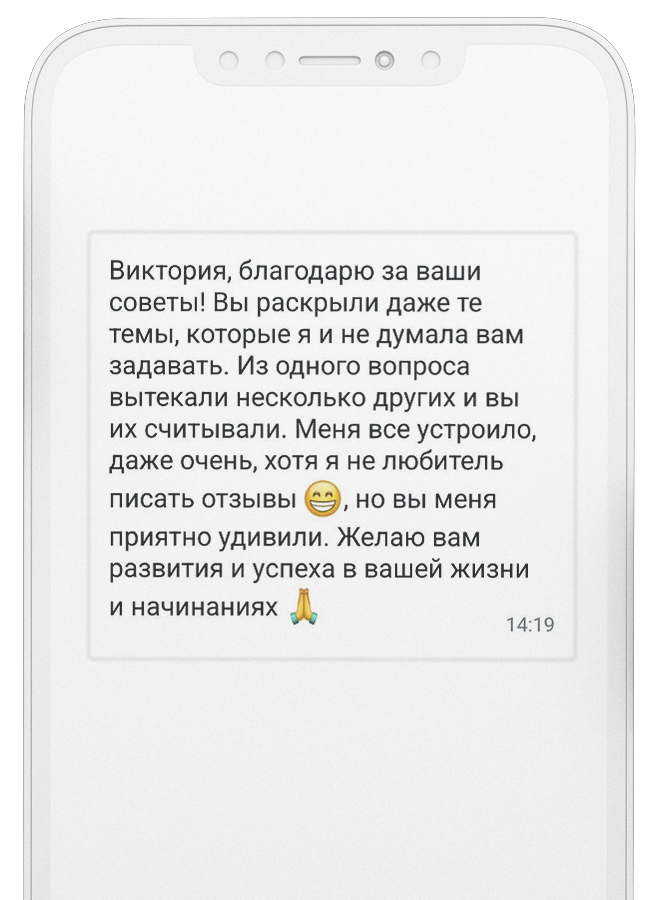 Виктория, благодарю за ваши
советы! Вы раскрыли даже те
темы, которые я и не думала вам
задавать. Из одного вопроса
вытекали несколько других и вы
их считывали. Меня все устроило,
даже очень, хотя я не любитель
писать отзывы 😁, но вы меня
приятно удивили. Желаю вам
развития и успеха в вашей жизни
и начинаниях 🙏
14:19